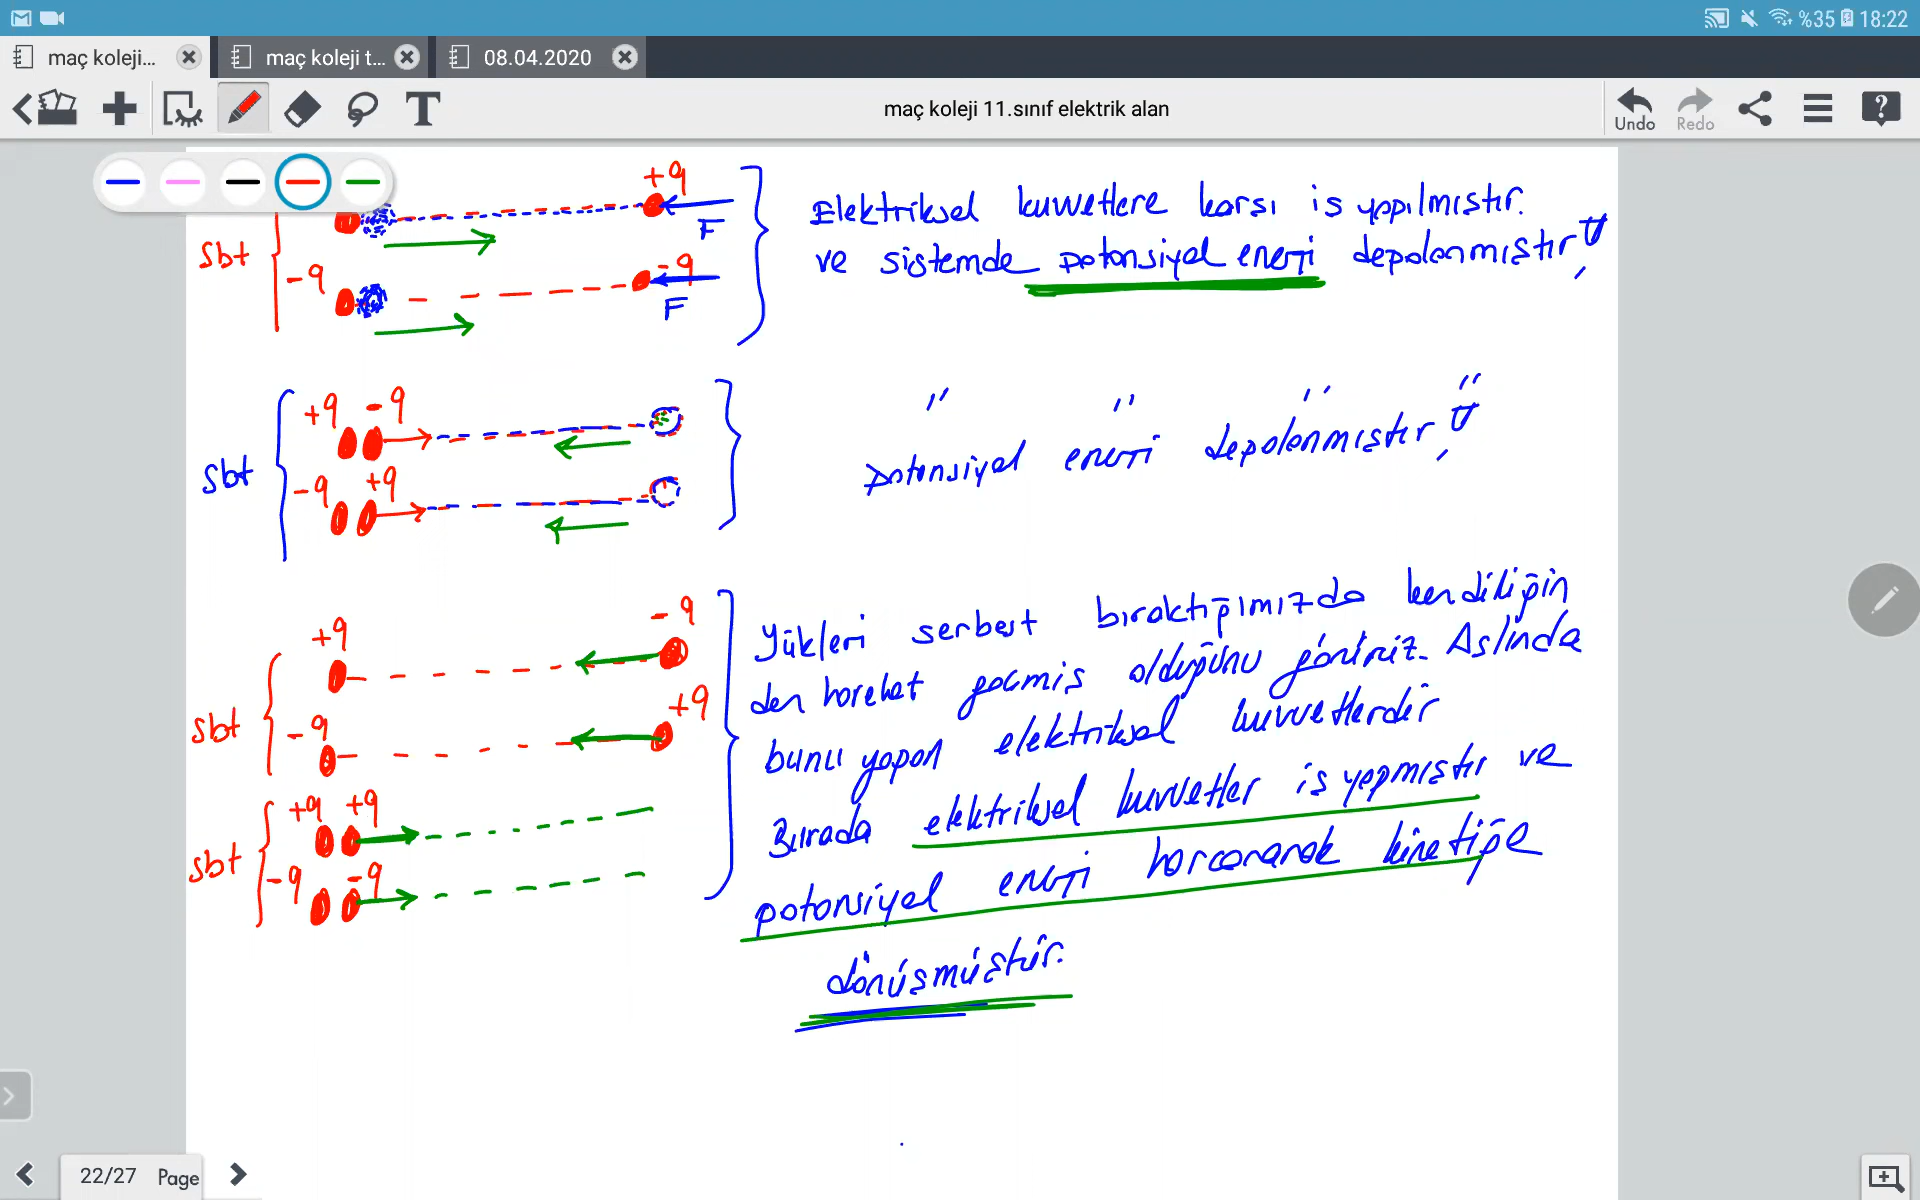 %35 18:22
maç koleji...
maç koleji t...
08.04.2020
T
maç koleji 11.sınıf elektrik alan
Undo
Redo
?
+q
F
sbt
-q
-q
F
Elektriksel kuvvetlere karşı iş yapılmıştır.
ve sistemde potansiyel enerji depolanmıştır
+q -q
sbt
-q +q
" " " "
potansiyel enerji depolanmıştır
+q
-q
sbt
-q
+q
+q +q
sbt
-q -q
Yükleri serbest bıraktığımızda kendiliğin
den hareket geçmiş olduğunu görürüz. Aslında
bunu yapan elektriksel kuvvetlerdir
Burada elektriksel kuvvetler iş yapmıştır ve
potansiyel enerji harcanarak kinetiğe
dönüşmüştür.
22/27 Page